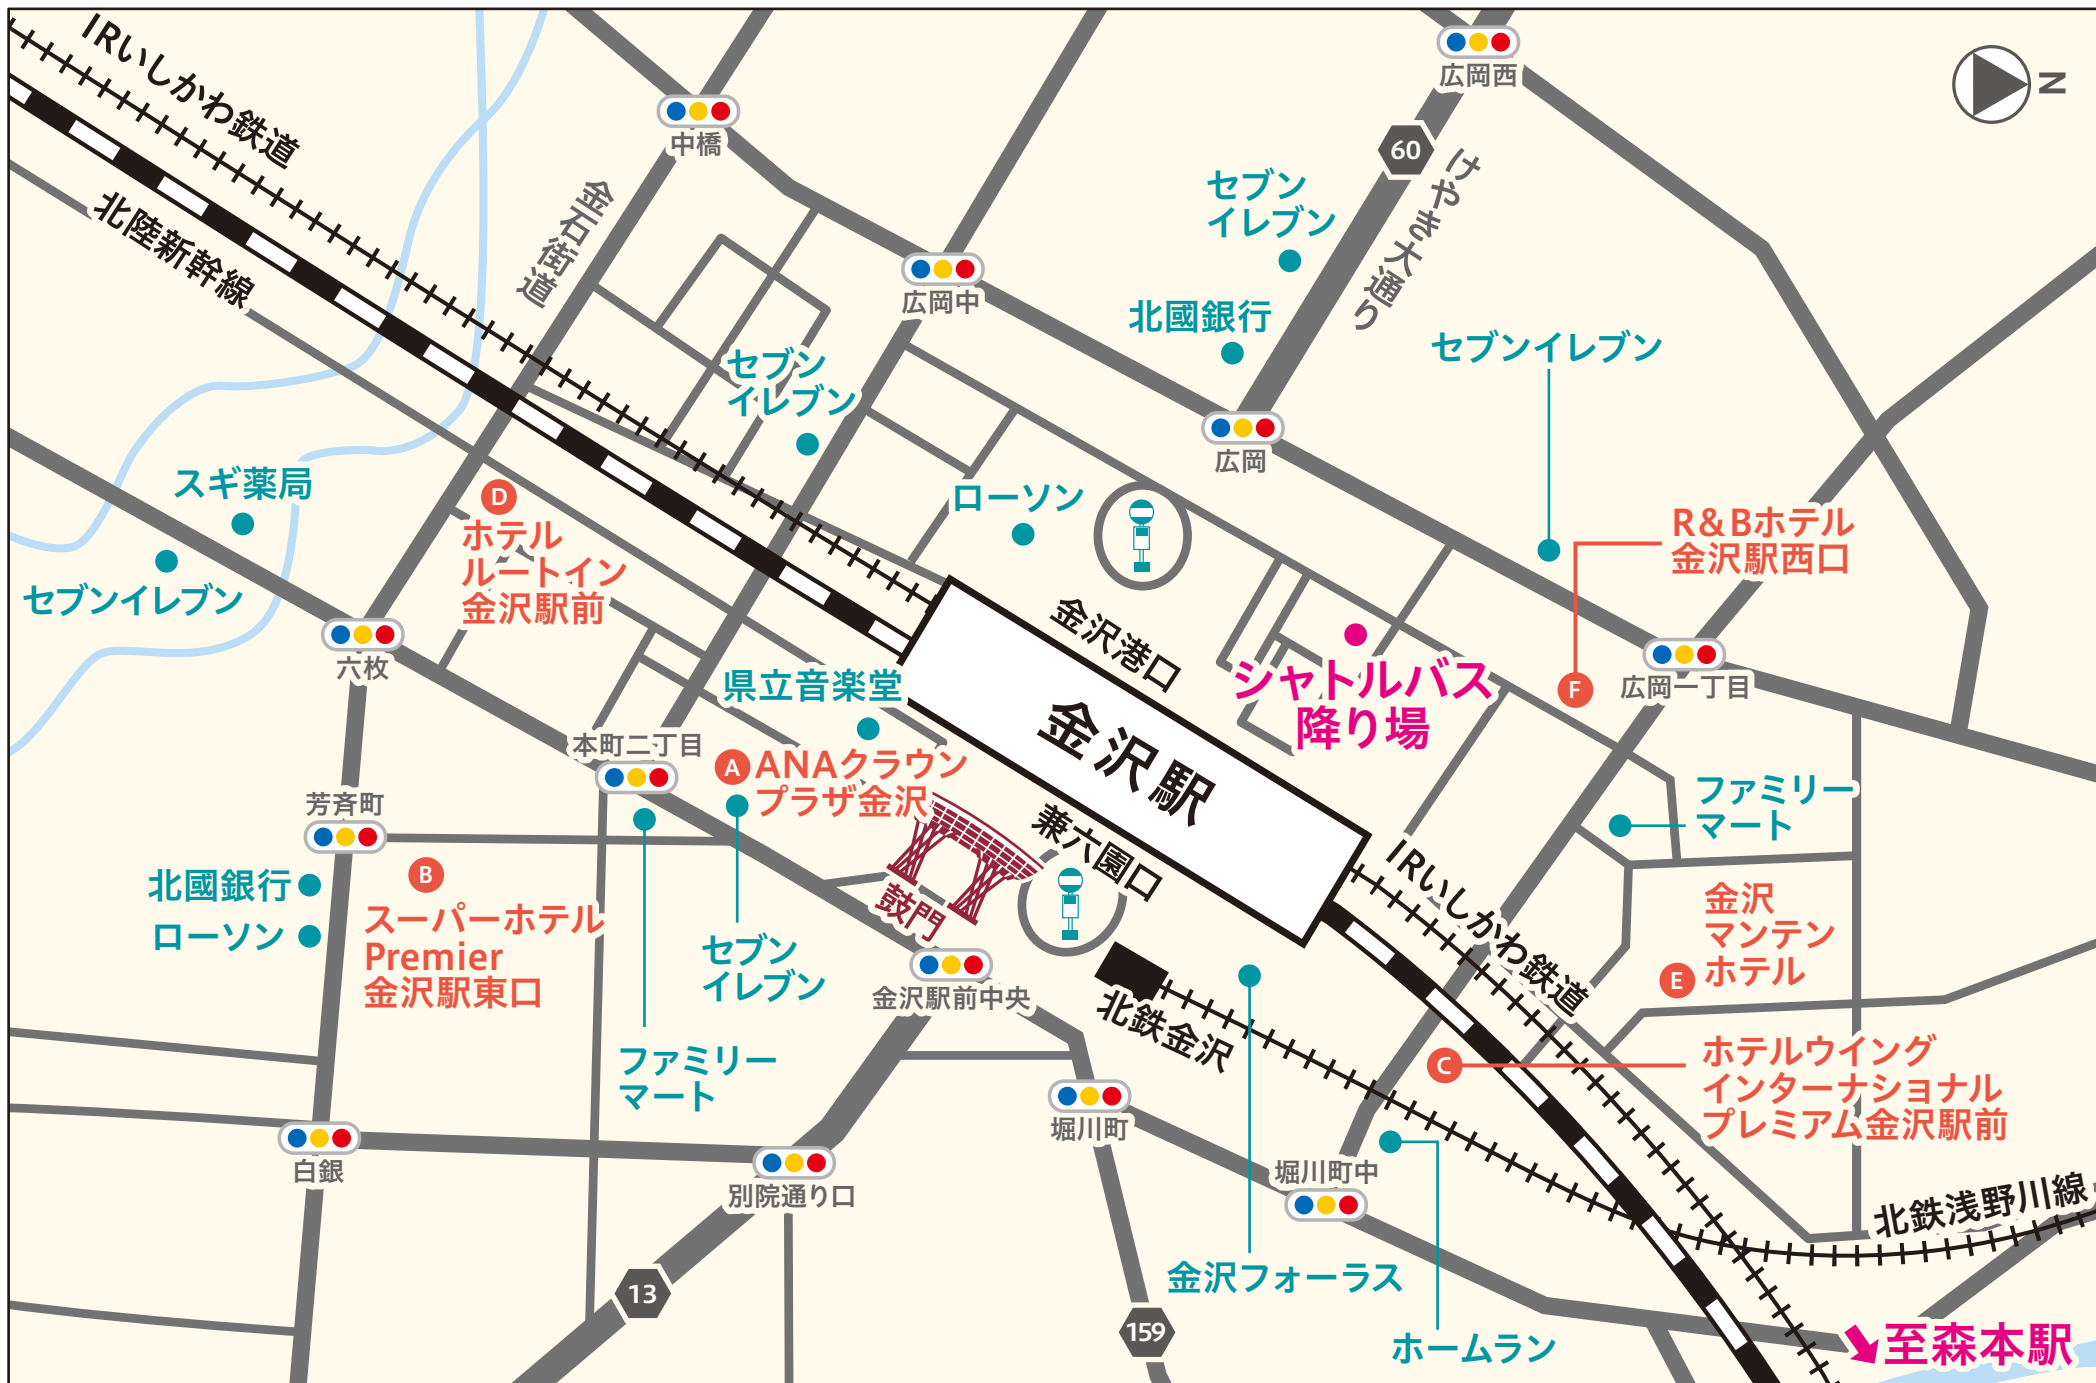 IRいしかわ鉄道
北陸新幹線
中橋
金石街道
広岡西
N
60
けやき大通り
セブン
イレブン
北國銀行
広岡中
セブン
イレブン
セブンイレブン
広岡
スギ薬局
セブンイレブン
D
ホテル
ルートイン
金沢駅前
ローソン
R&Bホテル
金沢駅西口
F
広岡一丁目
六枚
金沢港口
シャトルバス
降り場
県立音楽堂
金沢駅
本町二丁目
A
ANAクラウン
プラザ金沢
芳斉町
兼六園口
IRいしかわ鉄道
ファミリー
マート
北國銀行
ローソン
B
スーパーホテル
Premier
金沢駅東口
鼓門
セブン
イレブン
金沢駅前中央
北鉄金沢
金沢
マンテン
ホテル
E
ファミリー
マート
C
ホテルウイング
インターナショナル
プレミアム金沢駅前
堀川町
白銀
別院通り口
堀川町中
北鉄浅野川線
13
159
金沢フォーラス
ホームラン
至森本駅